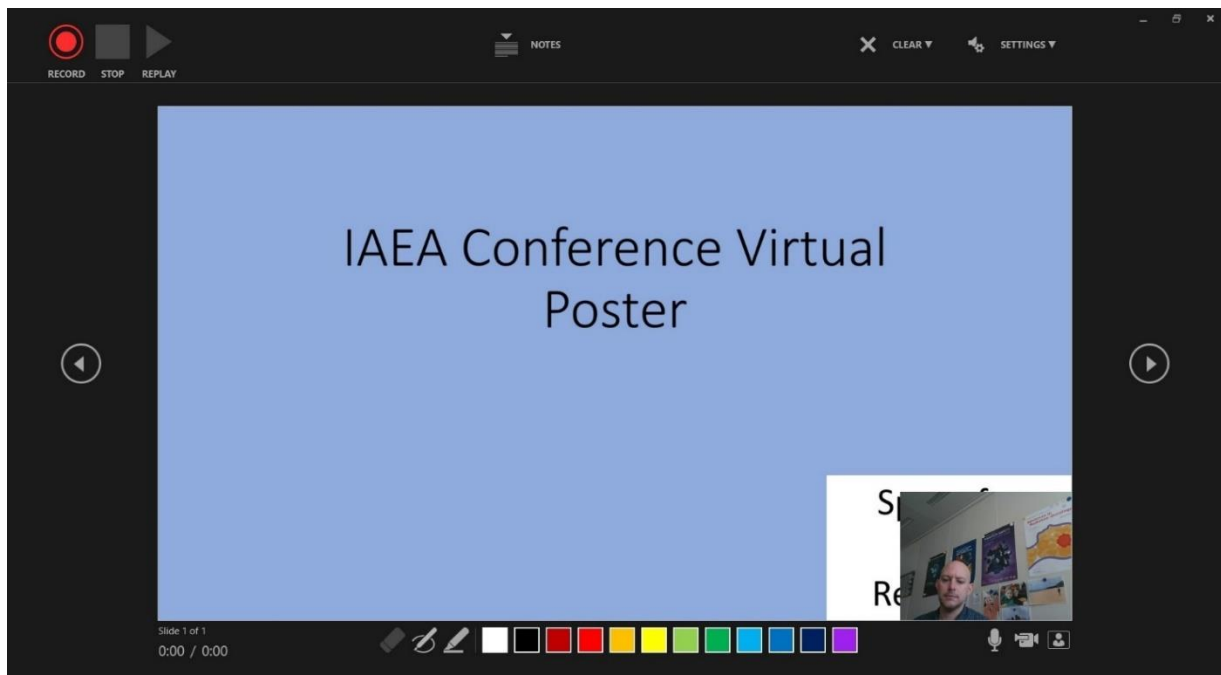 RECORD STOP REPLAY
NOTES
CLEAR
SETTINGS
IAEA Conference Virtual
Poster
Slide 1 of 1
0:00 / 0:00